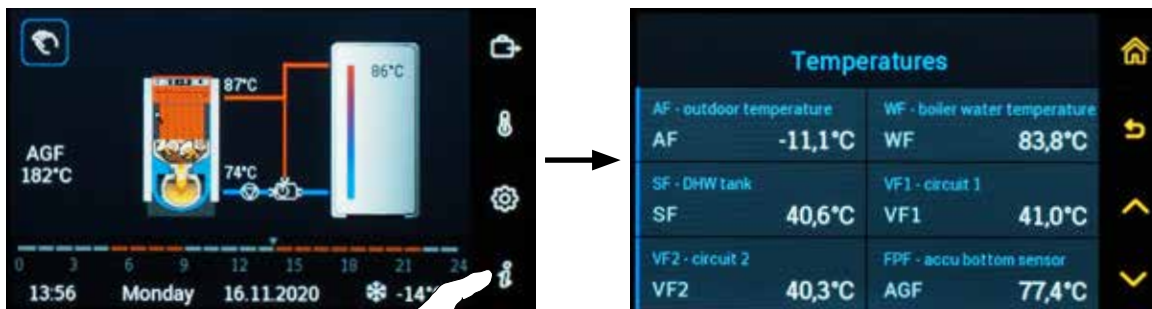 87°C
86°C
AGF
182°C
74°C
0 3 6 9 12 15 18 21 24
13:56 Monday 16.11.2020 -14°
Temperatures
AF - outdoor temperature
AF -11,1°C
WF - boiler water temperature
WF 83,8°C
SF - DHW tank
SF 40,6°C
VF1 - circuit 1
VF1 41,0°C
VF2 - circuit 2
VF2 40,3°C
FPF - accu bottom sensor
AGF 77,4°C